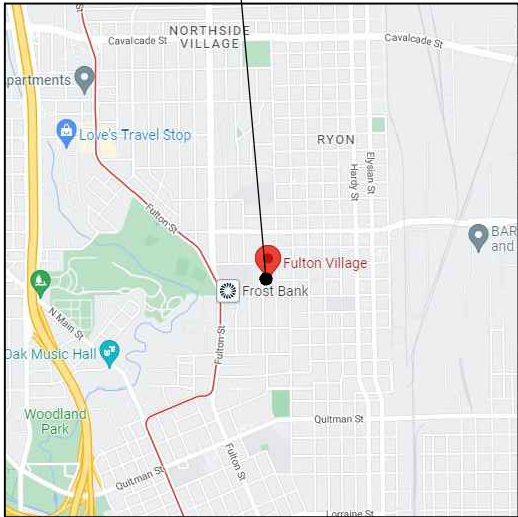 NORTHSIDE
VILLAGE
Cavalcade St
Cavalcade St
partments
Love's Travel Stop
RYON
Elysian St
Hardy St
Fulton St
BAR
and
Fulton Village
Frost Bank
N Main St
Oak Music Hall
Fulton St
Woodland
Park
Quitman St
Fulton St
Quitman St
Lorraine St